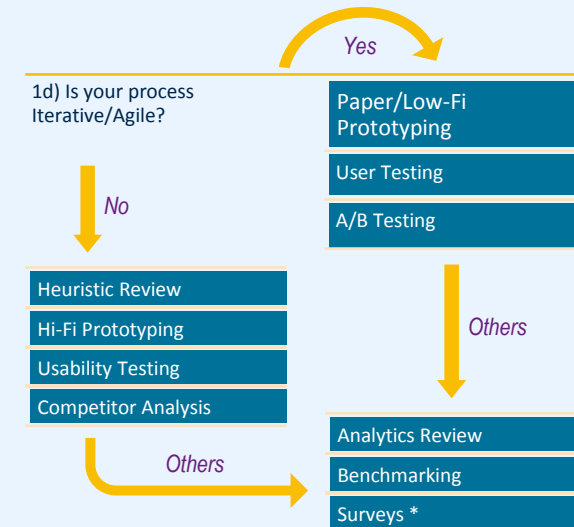 Yes
1d) Is your process
Iterative/Agile?
Paper/Low-Fi
Prototyping
User Testing
A/B Testing
No
Heuristic Review
Hi-Fi Prototyping
Usability Testing
Competitor Analysis
Others
Others
Analytics Review
Benchmarking
Surveys *